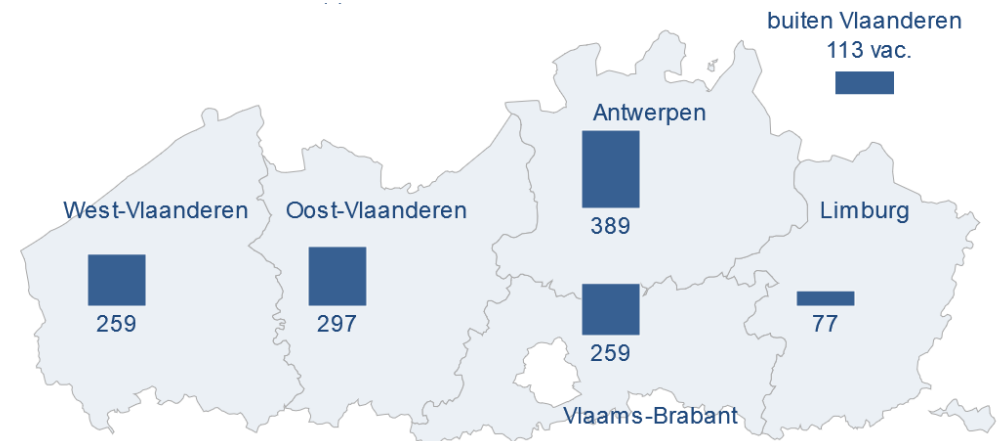 buiten Vlaanderen
113 vac.
Antwerpen
389
West-Vlaanderen
259
Oost-Vlaanderen
297
Limburg
77
259
Vlaams-Brabant